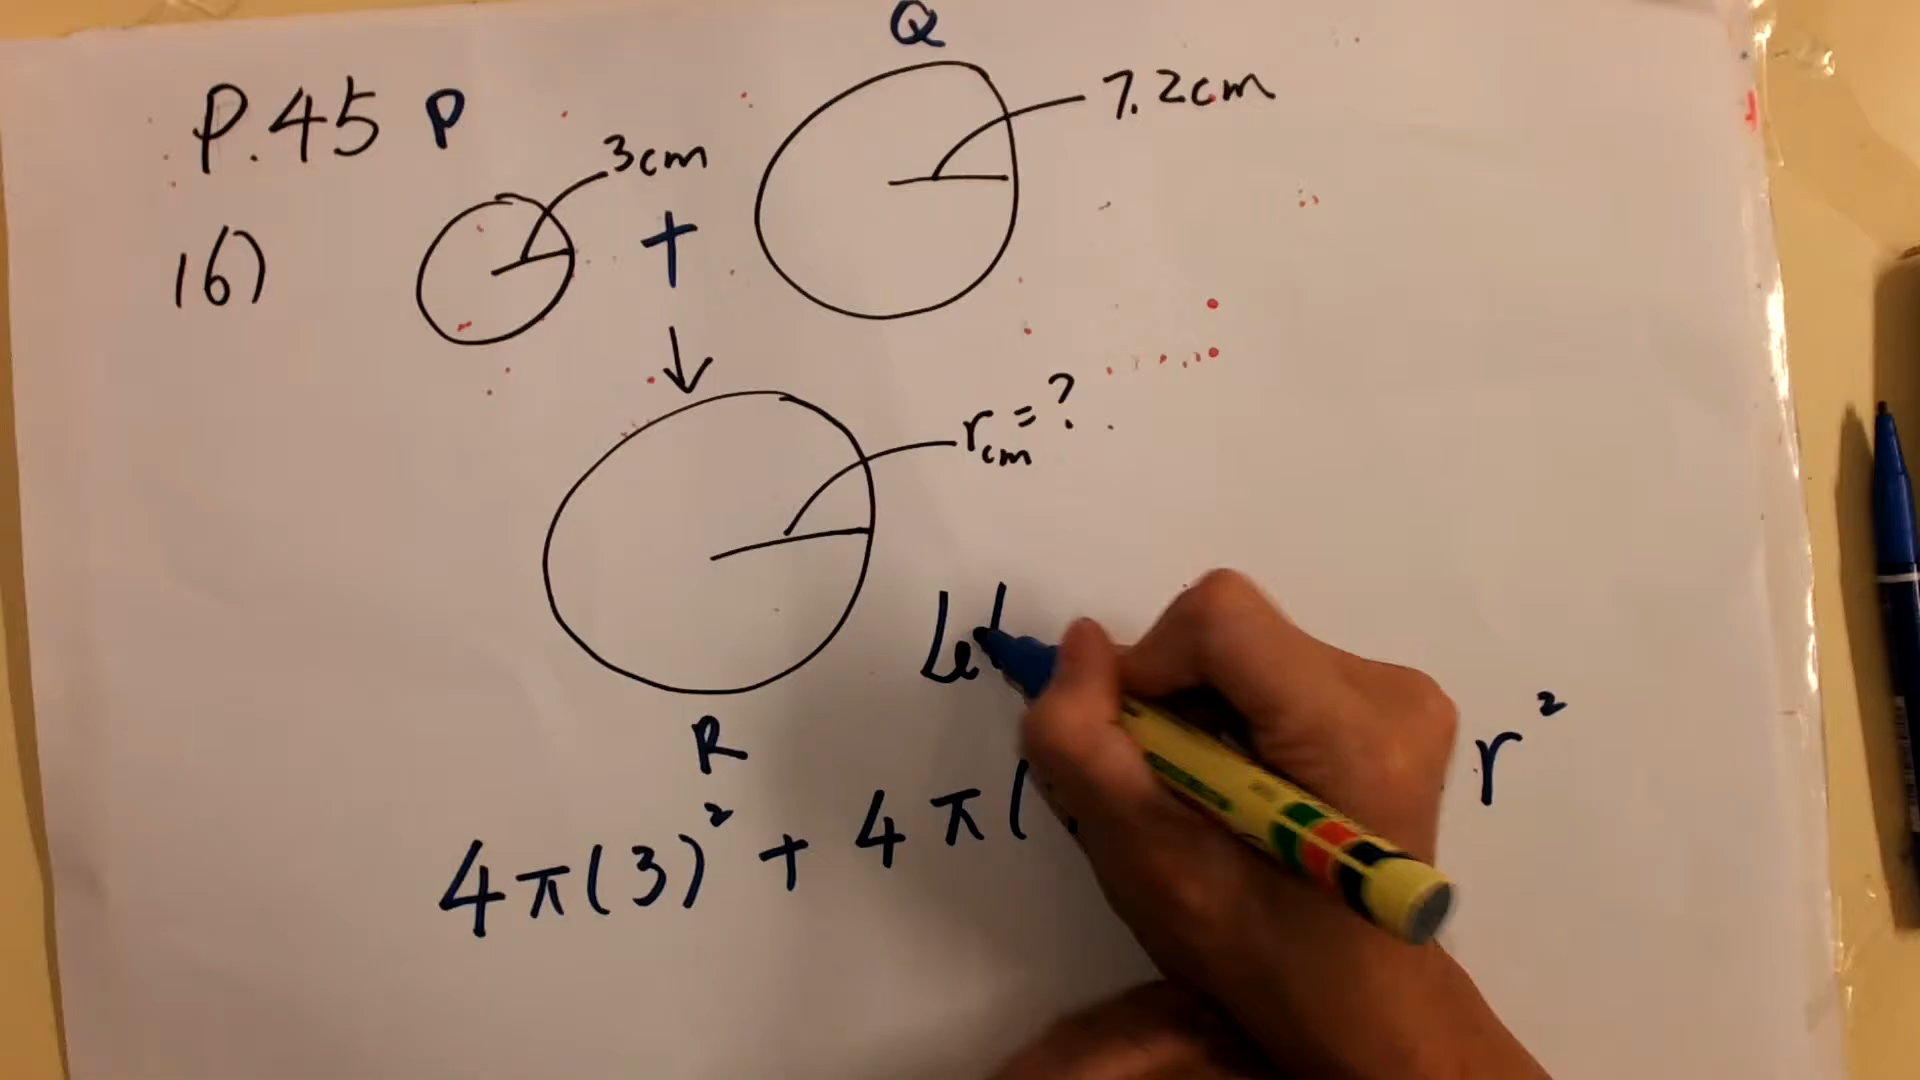 Q
P.45 P
3cm
7.2cm
16)
+
r cm = ?
Let
R
4π(3)² + 4π( r²